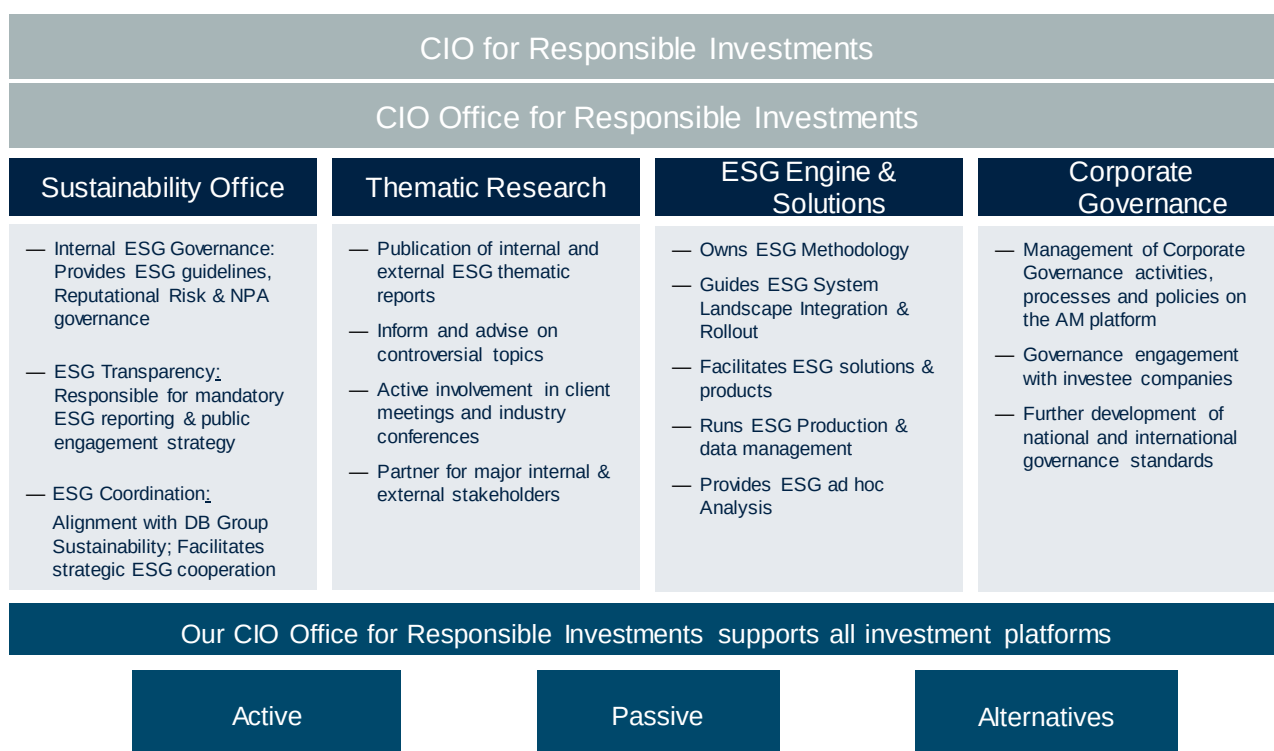 CIO for Responsible Investments
CIO Office for Responsible Investments
Sustainability Office
— Internal ESG Governance:
Provides ESG guidelines,
Reputational Risk & NPA
governance
— ESG Transparency:
Responsible for mandatory
ESG reporting & public
engagement strategy
— ESG Coordination:
Alignment with DB Group
Sustainability; Facilitates
strategic ESG cooperation
Thematic Research
— Publication of internal and
external ESG thematic
reports
— Inform and advise on
controversial topics
— Active involvement in client
meetings and industry
conferences
— Partner for major internal &
external stakeholders
ESG Engine &
Solutions
— Owns ESG Methodology
— Guides ESG System
Landscape Integration &
Rollout
— Facilitates ESG solutions &
products
— Runs ESG Production &
data management
— Provides ESG ad hoc
Analysis
Corporate
Governance
— Management of Corporate
Governance activities,
processes and policies on
the AM platform
— Governance engagement
with investee companies
— Further development of
national and international
governance standards
Our CIO Office for Responsible Investments supports all investment platforms
Active
Passive
Alternatives